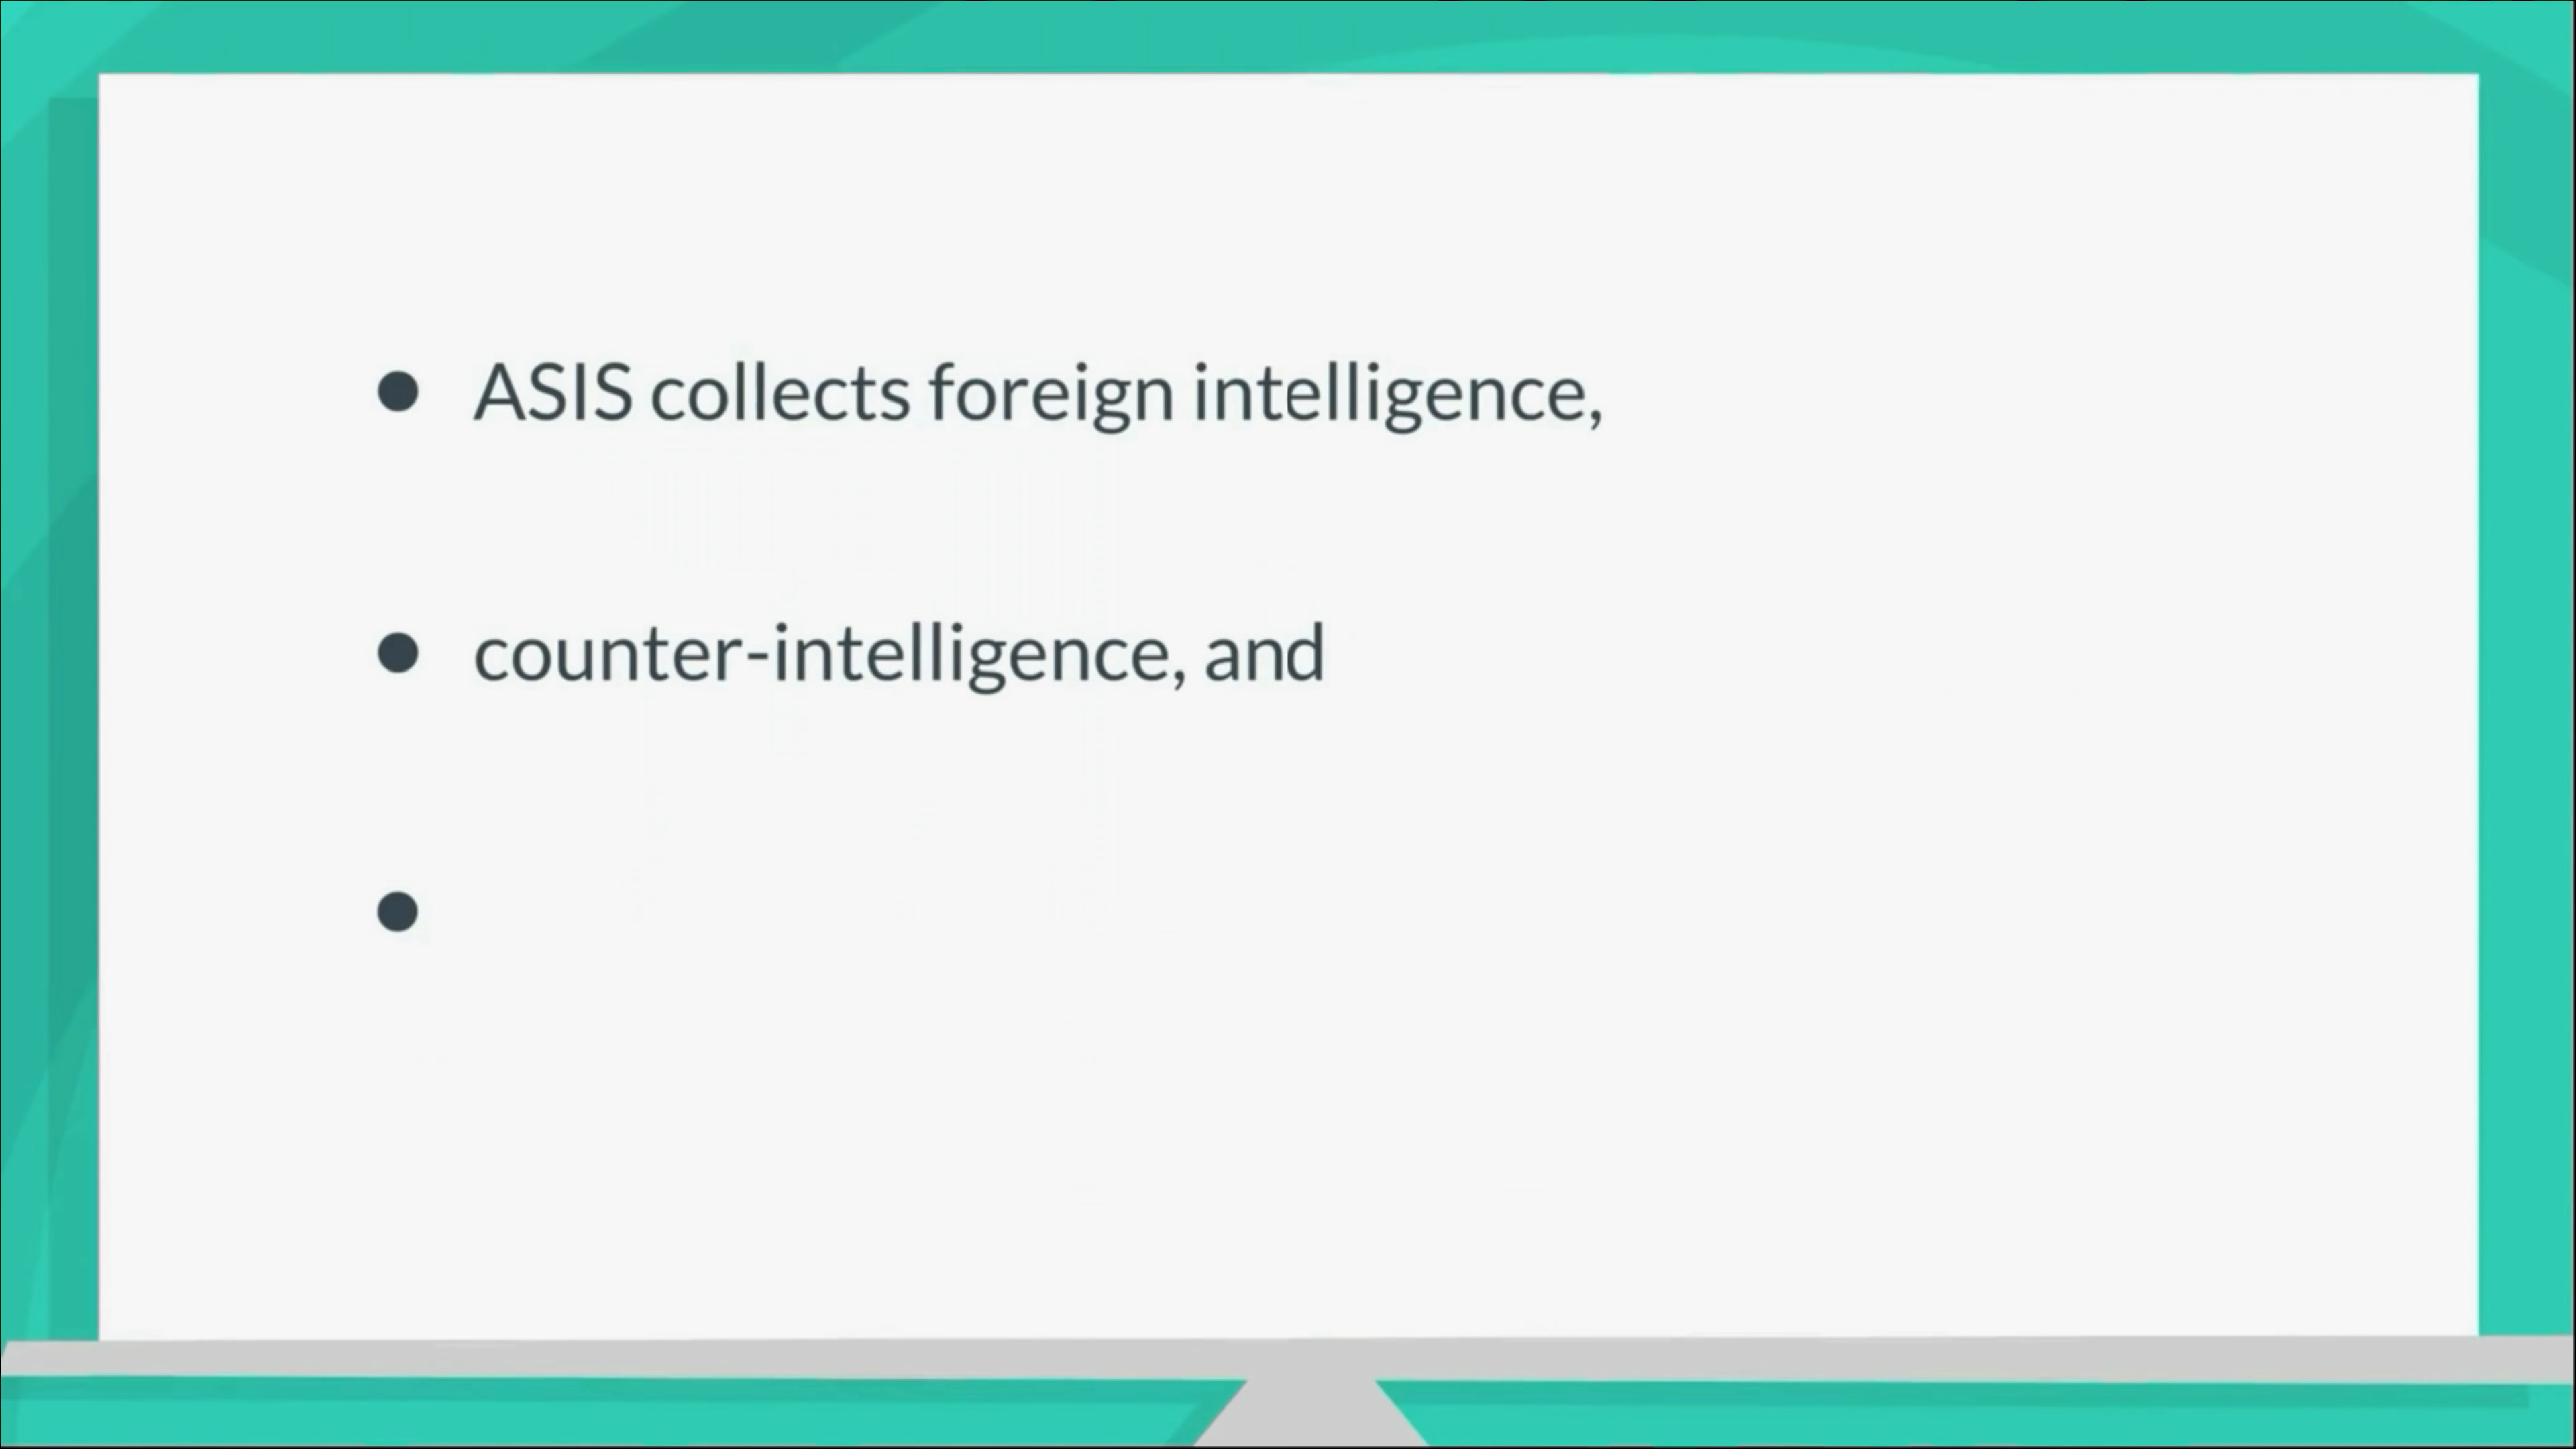 ● ASIS collects foreign intelligence,
● counter-intelligence, and
●